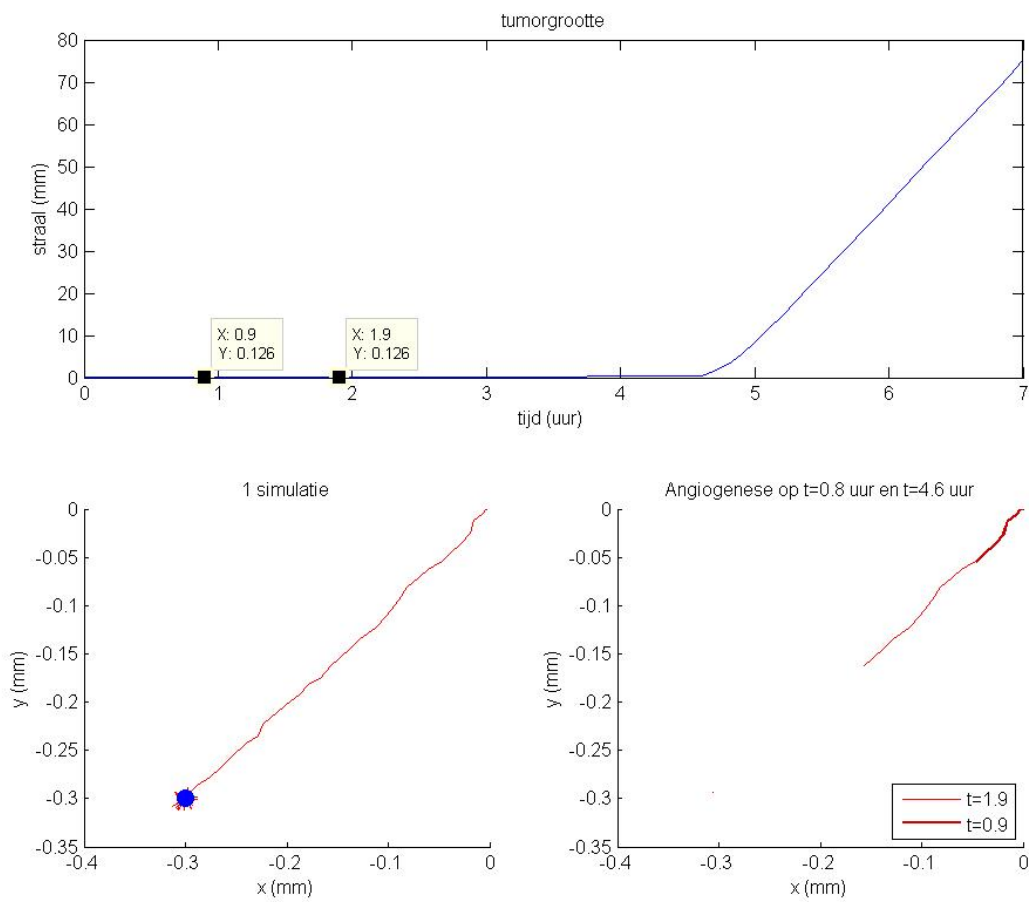 tumorgrootte
80
70
60
50
40
30
20
10
0
straal (mm)
X: 0.9
Y: 0.126
X: 1.9
Y: 0.126
0 1 2 3 4 5 6 7
tijd (uur)
1 simulatie
0
-0.05
-0.1
-0.15
-0.2
-0.25
-0.3
-0.35
y (mm)
-0.4 -0.3 -0.2 -0.1 0
x (mm)
Angiogenese op t=0.8 uur en t=4.6 uur
0
-0.05
-0.1
-0.15
-0.2
-0.25
-0.3
-0.35
y (mm)
t=1.9
t=0.9
-0.4 -0.3 -0.2 -0.1 0
x (mm)